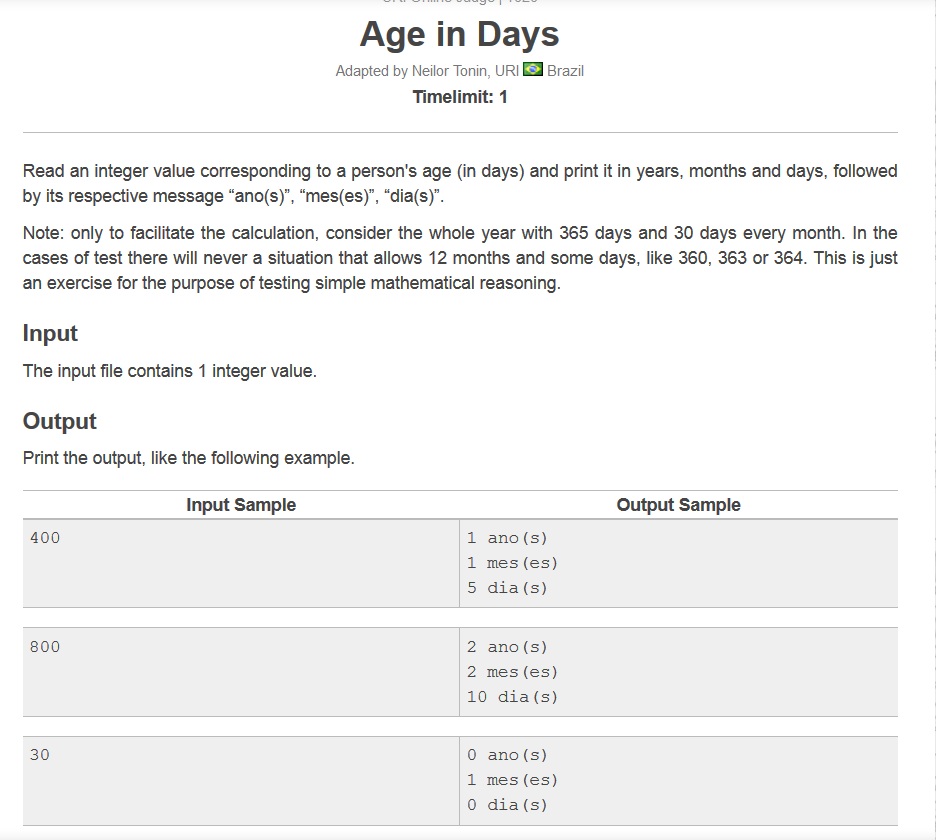 Age in Days
Adapted by Neilor Tonin, URI Brazil
Timelimit: 1
Read an integer value corresponding to a person's age (in days) and print it in years, months and days, followed
by its respective message “ano(s)”, “mes(es)”, “dia(s)”.
Note: only to facilitate the calculation, consider the whole year with 365 days and 30 days every month. In the
cases of test there will never a situation that allows 12 months and some days, like 360, 363 or 364. This is just
an exercise for the purpose of testing simple mathematical reasoning.
Input
The input file contains 1 integer value.
Output
Print the output, like the following example.
Input Sample Output Sample
400 1 ano(s)
1 mes(es)
5 dia(s)
800 2 ano(s)
2 mes(es)
10 dia(s)
30 0 ano(s)
1 mes(es)
0 dia(s)